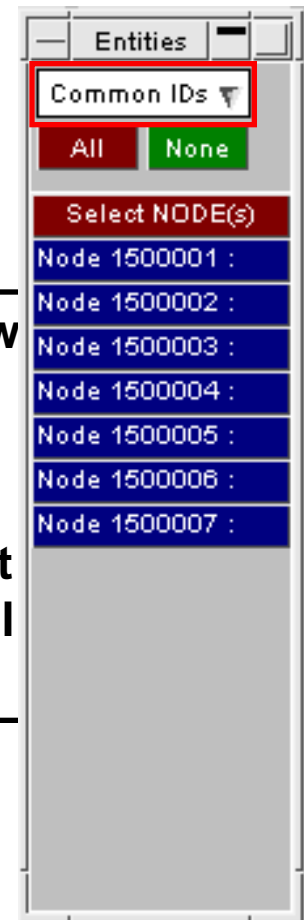 Entities
Common IDs
All None
Select NODE(s)
Node 1500001 :
w
Node 1500002 :
Node 1500003 :
Node 1500004 :
Node 1500005 :
Node 1500006 :
Node 1500007 :
t
l